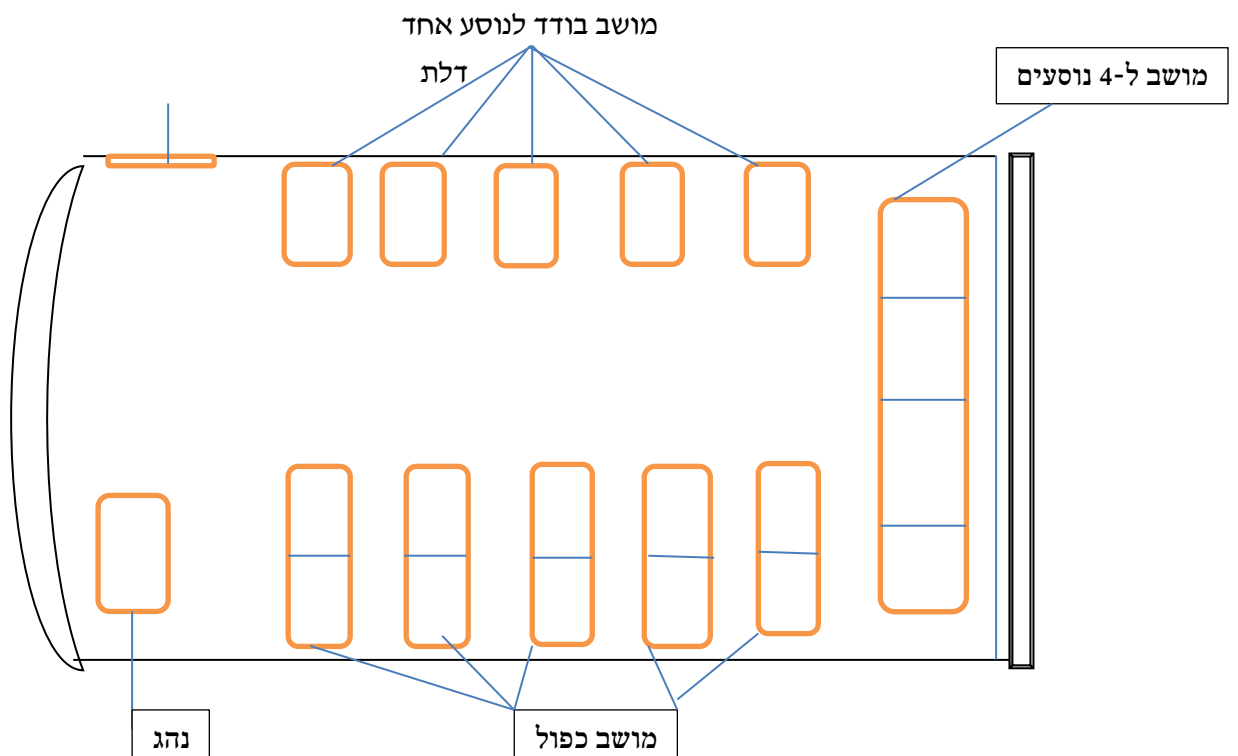 מושב בודד לנוסע אחד
דלת
מושב ל-4 נוסעים
מושב כפול
נהג